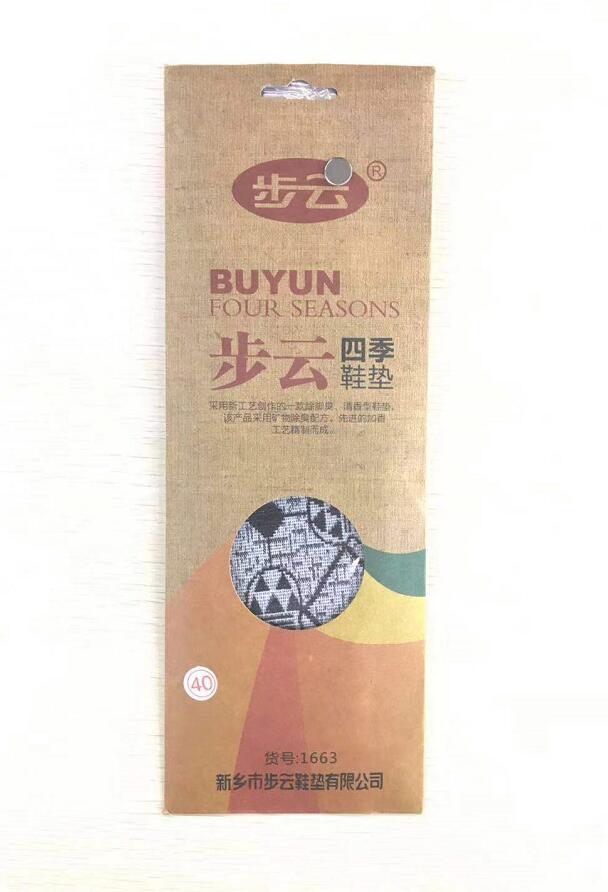 步云®
BUYUN
FOUR SEASONS
步云 四季
鞋垫
采用新工艺创作的一款除脚臭、清香型鞋垫,
该产品采用矿物除臭配方、先进的加香
工艺精制而成。
40
货号:1663
新乡市步云鞋垫有限公司